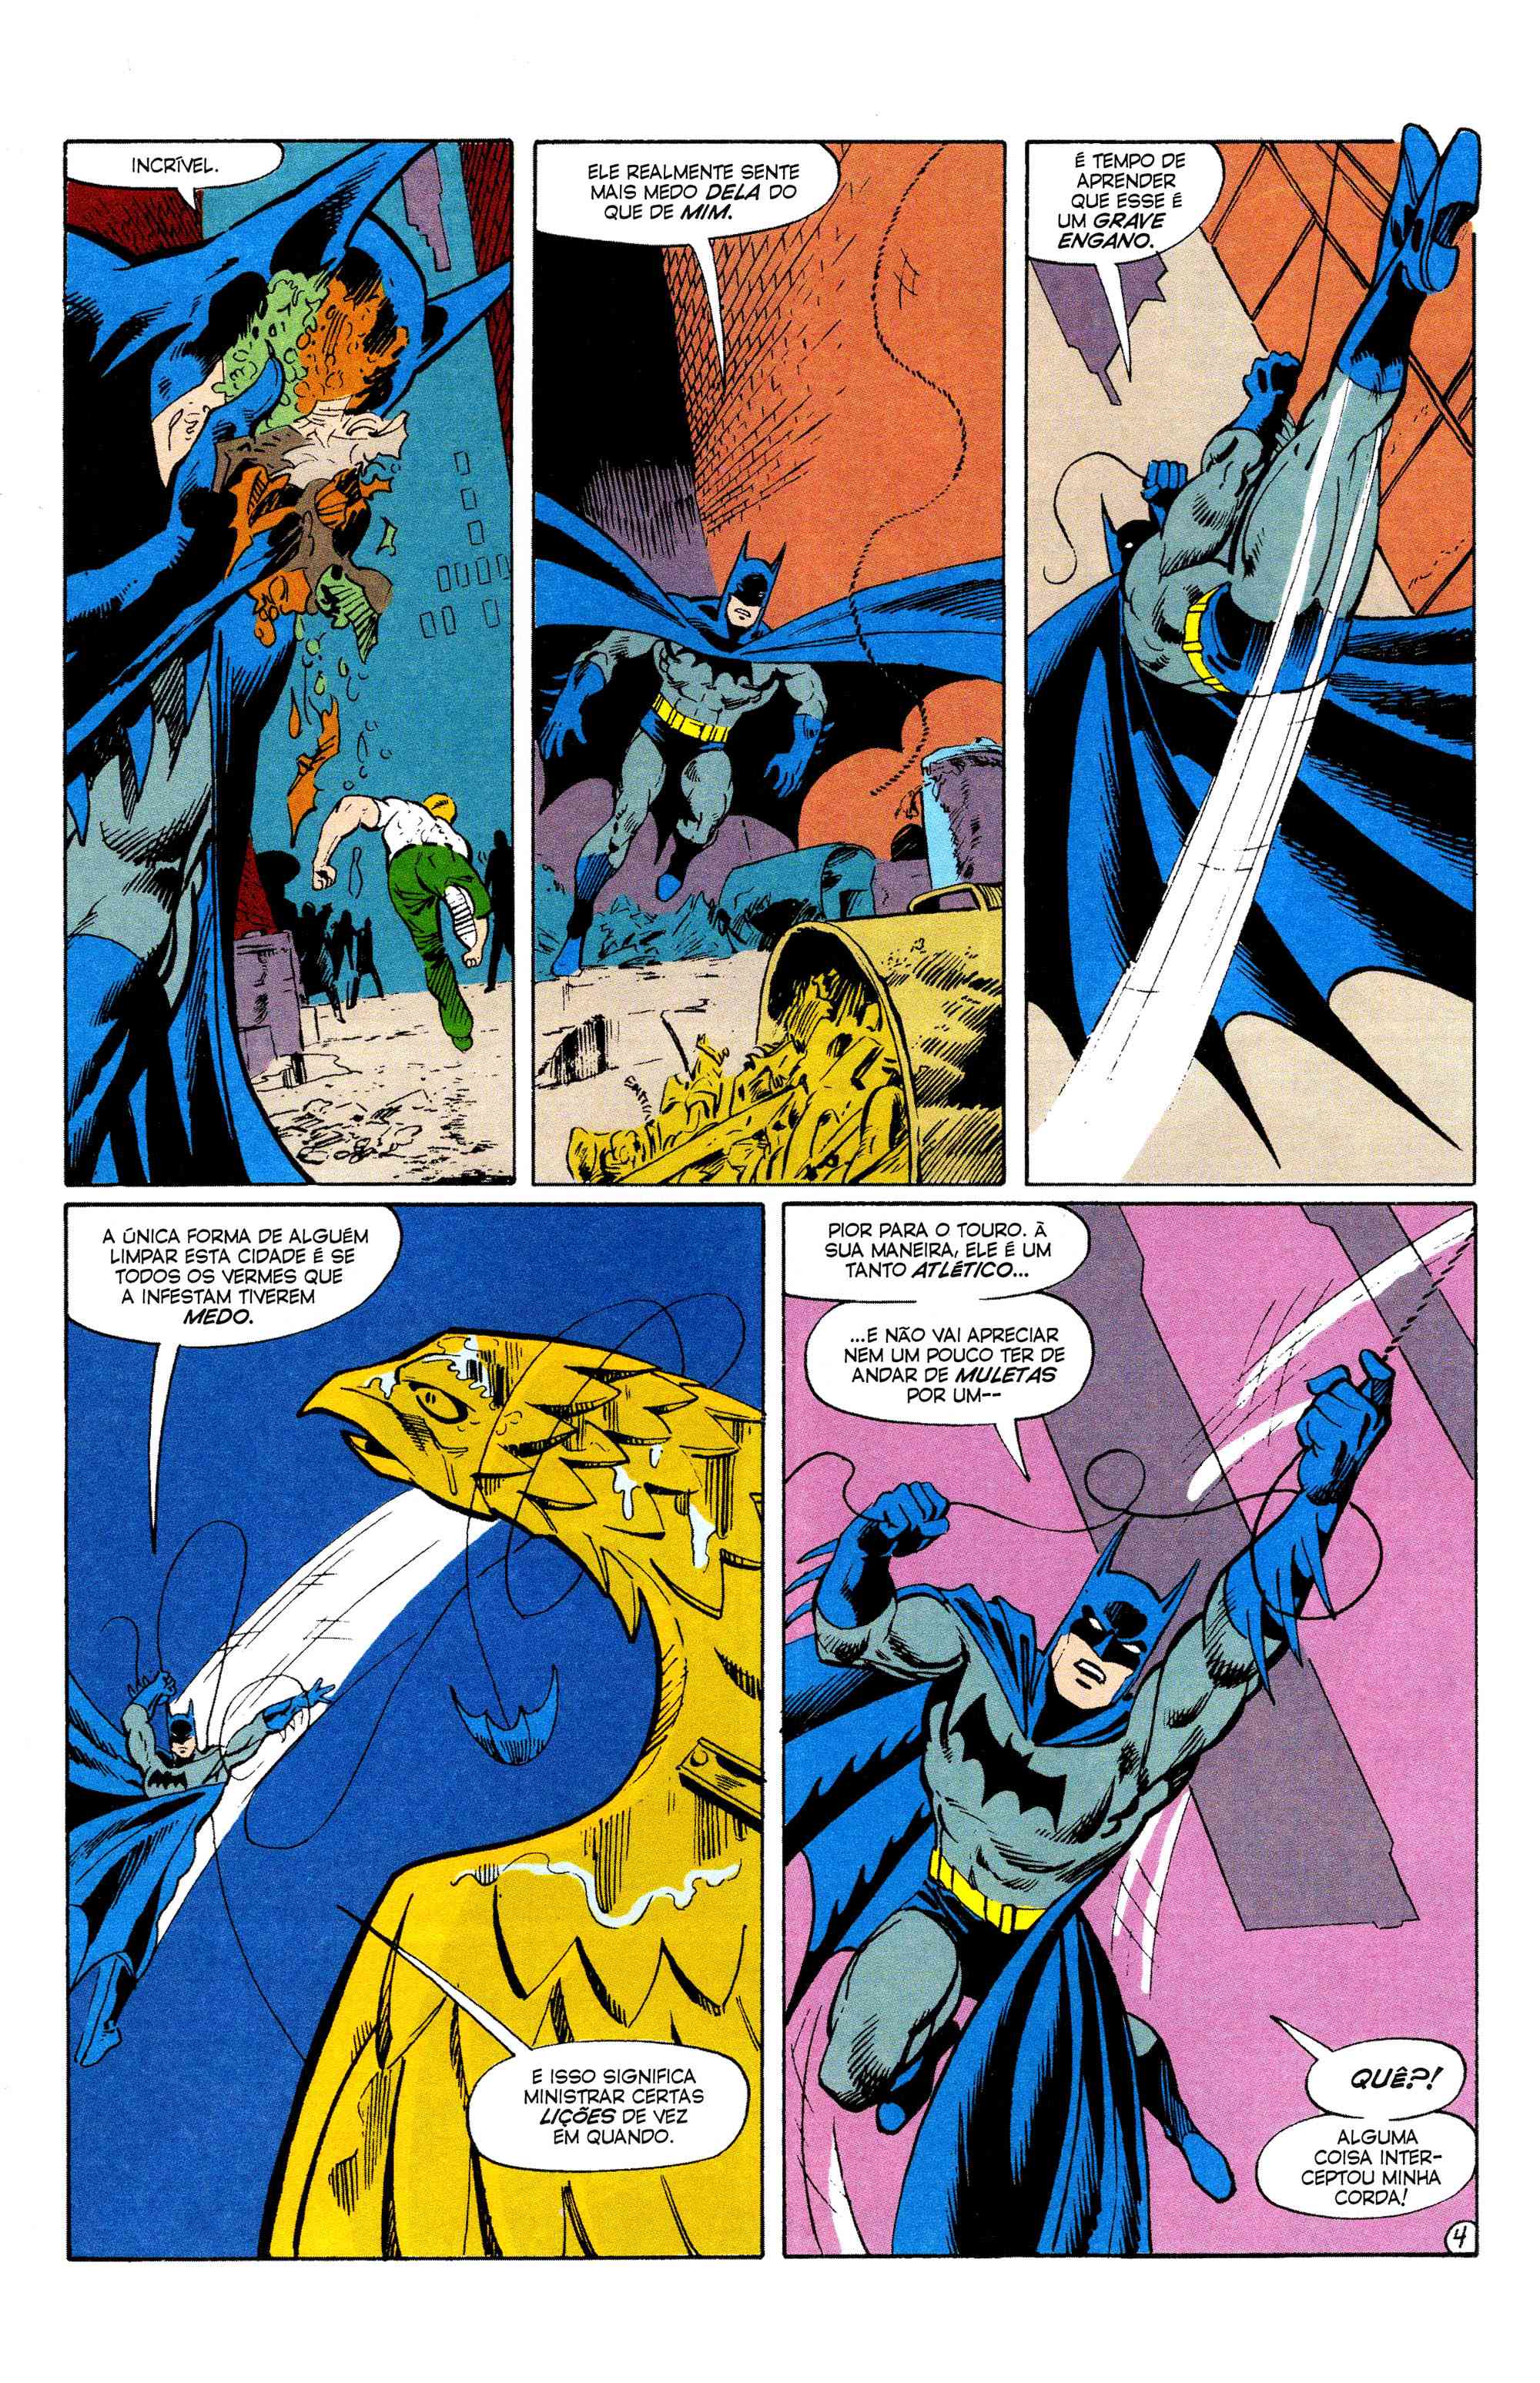 INCRÍVEL.
ELE REALMENTE SENTE
MAIS MEDO DELA DO
QUE DE MIM.
É TEMPO DE
APRENDER
QUE ESSE É
UM GRAVE
ENGANO.
A ÚNICA FORMA DE ALGUÉM
LIMPAR ESTA CIDADE É SE
TODOS OS VERMES QUE
A INFESTAM TIVEREM
MEDO.
E ISSO SIGNIFICA
MINISTRAR CERTAS
LIÇÕES DE VEZ
EM QUANDO.
PIOR PARA O TOURO. À
SUA MANEIRA, ELE É UM
TANTO ATLÉTICO...
...E NÃO VAI APRECIAR
NEM UM POUCO TER DE
ANDAR DE MULETAS
POR UM--
QUÊ?!
ALGUMA
COISA INTER-
CEPTOU MINHA
CORDA!
4